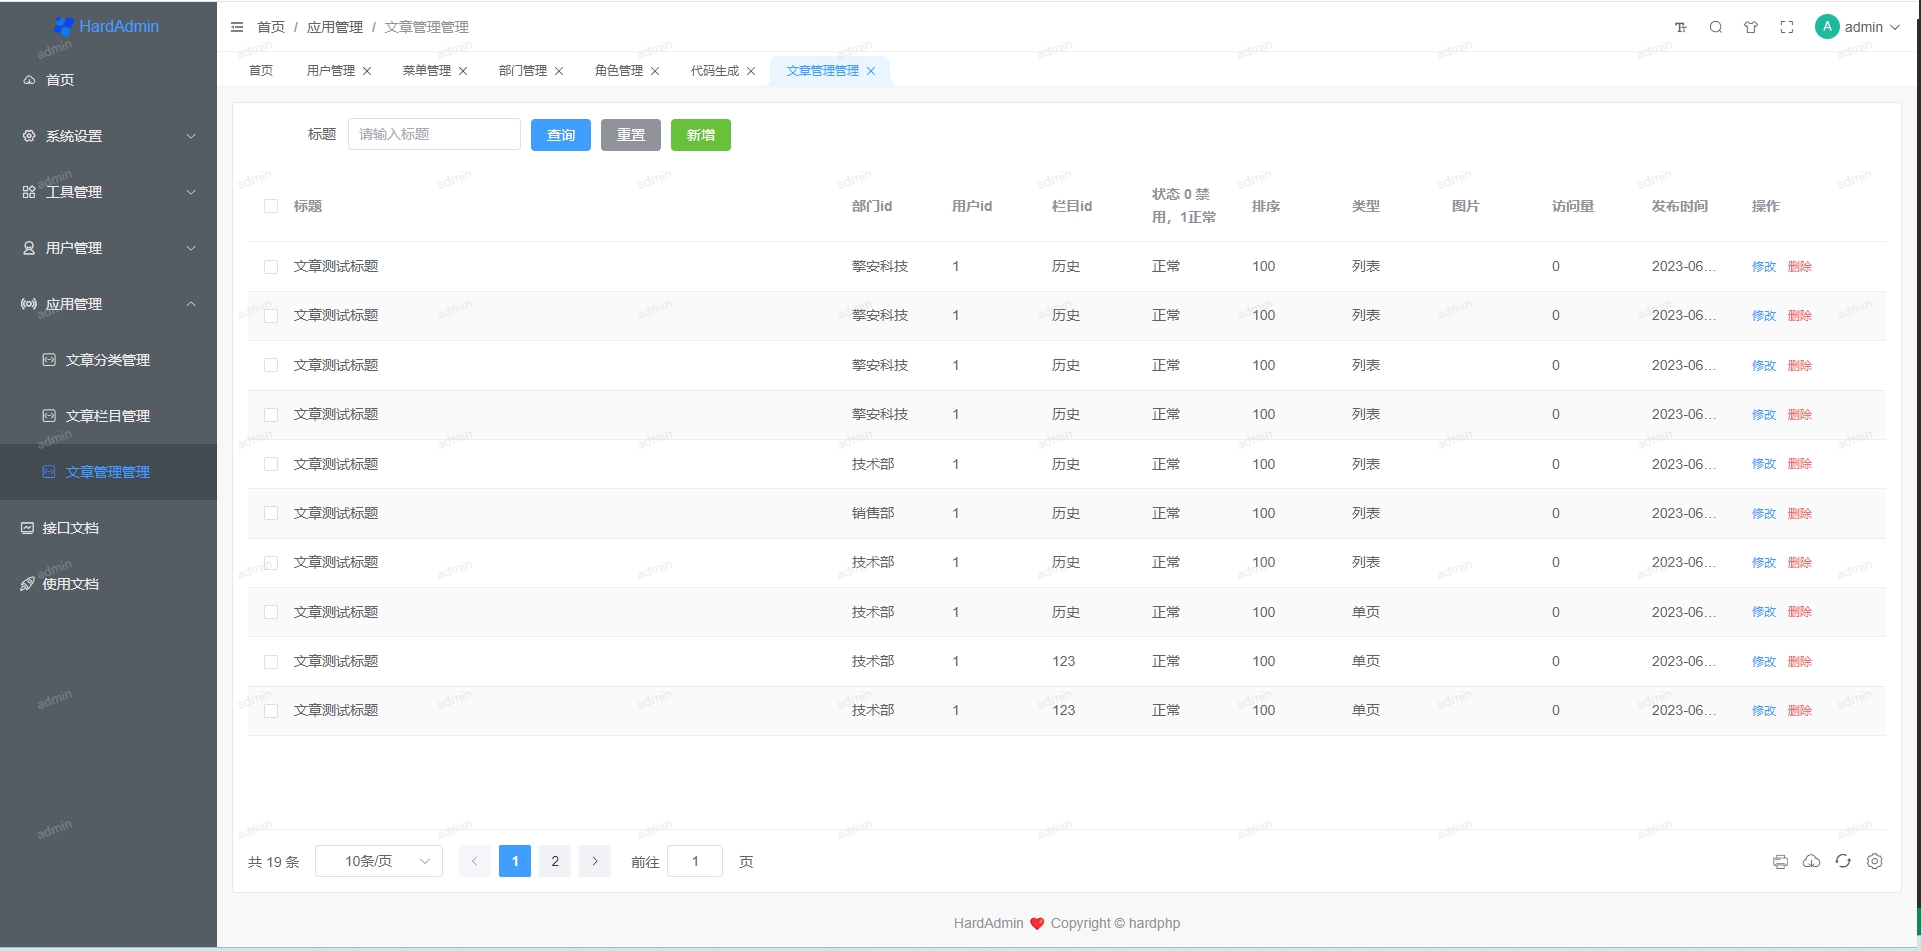 HardAdmin
首页
系统设置
工具管理
用户管理
应用管理
文章分类管理
文章栏目管理
文章管理管理
接口文档
使用文档
首页 / 应用管理 / 文章管理管理
A admin
首页 用户管理 菜单管理 部门管理 角色管理 代码生成 文章管理管理
标题 请输入标题 查询 重置 新增
标题 部门id 用户id 栏目id 状态 0 禁用，1正常 排序 类型 图片 访问量 发布时间 操作
文章测试标题 擎安科技 1 历史 正常 100 列表 0 2023-06... 修改 删除
文章测试标题 擎安科技 1 历史 正常 100 列表 0 2023-06... 修改 删除
文章测试标题 擎安科技 1 历史 正常 100 列表 0 2023-06... 修改 删除
文章测试标题 擎安科技 1 历史 正常 100 列表 0 2023-06... 修改 删除
文章测试标题 技术部 1 历史 正常 100 列表 0 2023-06... 修改 删除
文章测试标题 销售部 1 历史 正常 100 列表 0 2023-06... 修改 删除
文章测试标题 技术部 1 历史 正常 100 列表 0 2023-06... 修改 删除
文章测试标题 技术部 1 历史 正常 100 单页 0 2023-06... 修改 删除
文章测试标题 技术部 1 123 正常 100 单页 0 2023-06... 修改 删除
文章测试标题 技术部 1 123 正常 100 单页 0 2023-06... 修改 删除
共 19 条 10条/页 1 2 前往 1 页
HardAdmin ❤️ Copyright © hardphp